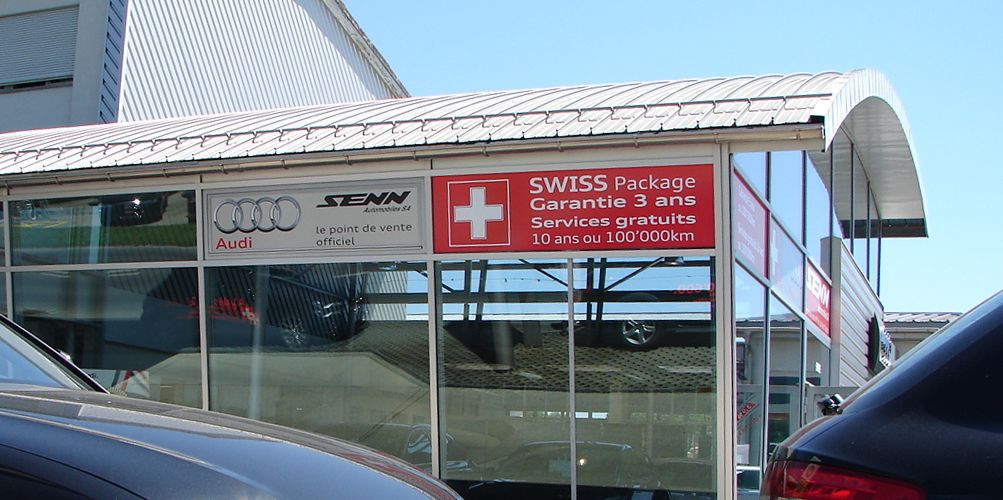 Audi
SENN
Automobiles SA
le point de vente
officiel
SWISS Package
Garantie 3 ans
Services gratuits
10 ans ou 100'000km
SENN